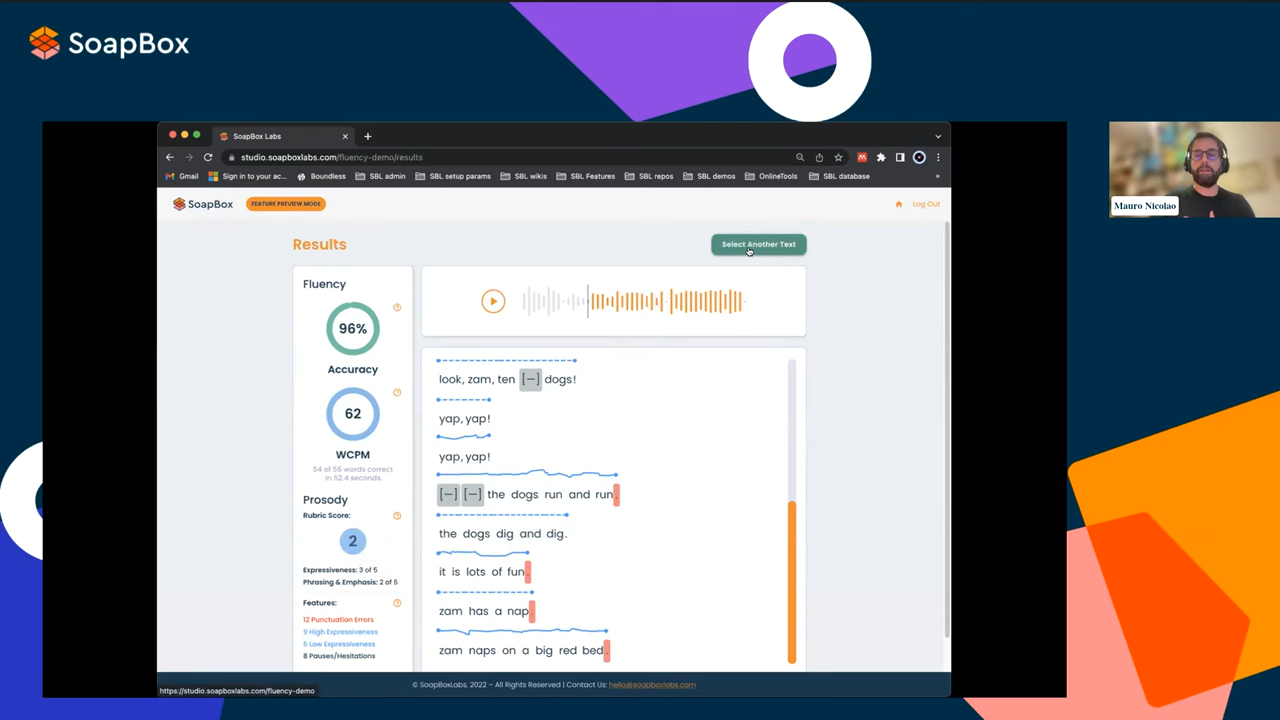 SoapBox
SoapBox Labs
studio.soapboxlabs.com/fluency-demo/results
Gmail
Sign in to your ac...
Boundless
SBL admin
SBL setup params
SBL wikis
SBL Features
SBL repos
SBL demos
OnlineTools
SBL database
»
SoapBox
FEATURE PREVIEW MODE
Log Out
Mauro Nicolao
Results
Select Another Text
Fluency
96%
Accuracy
62
WCPM
54 of 56 words correct
in 52.4 seconds.
Prosody
Rubric Score:
2
Expressiveness: 3 of 5
Phrasing & Emphasis: 2 of 5
Features:
12 Punctuation Errors
9 High Expressiveness
5 Low Expressiveness
8 Pauses/Hesitations
look, zam, ten [—] dogs!
yap, yap!
yap, yap!
[—] [—] the dogs run and run.
the dogs dig and dig.
it is lots of fun.
zam has a nap.
zam naps on a big red bed.
© SoapBoxLabs. 2022 – All Rights Reserved | Contact Us: hello@soapboxlabs.com
https://studio.soapboxlabs.com/fluency-demo